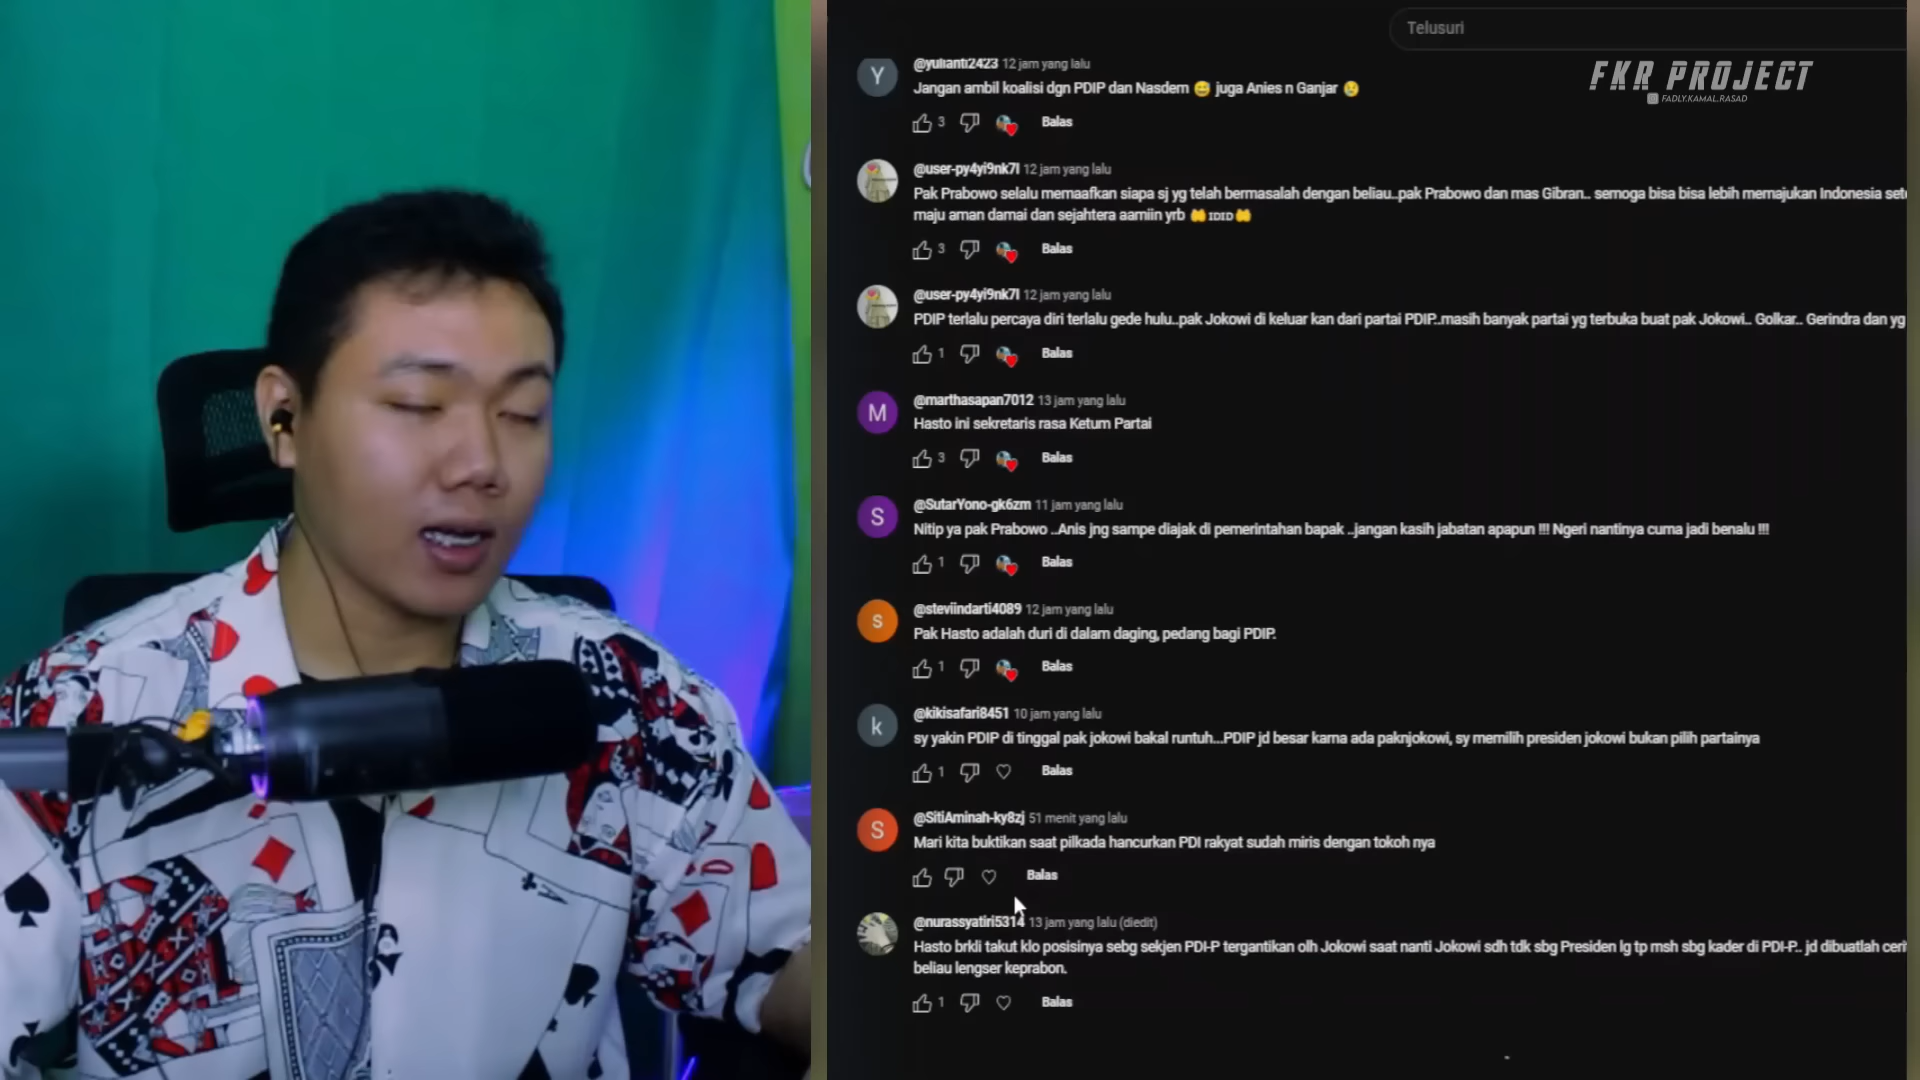 Telusuri
FKR PROJECT
FADLY.KAMAL.RASAD
@yulianti2423 12 jam yang lalu
Jangan ambil koalisi dgn PDIP dan Nasdem 😅 juga Anies n Ganjar 😢
3 Balas
@user-py4yi9nk7l 12 jam yang lalu
Pak Prabowo selalu memaafkan siapa sj yg telah bermasalah dengan beliau..pak Prabowo dan mas Gibran.. semoga bisa bisa lebih memajukan Indonesia
maju aman damai dan sejahtera aamiin yrb 🤲🇮🇩🇮🇩🤲
3 Balas
@user-py4yi9nk7l 12 jam yang lalu
PDIP terlalu percaya diri terlalu gede hulu..pak Jokowi di keluar kan dari partai PDIP..masih banyak partai yg terbuka buat pak Jokowi.. Golkar.. Gerindra dan yg
1 Balas
M
@marthasapan7012 13 jam yang lalu
Hasto ini sekretaris rasa Ketum Partai
3 Balas
S
@SutarYono-gk6zm 11 jam yang lalu
Nitip ya pak Prabowo ..Anis jng sampe diajak di pemerintahan bapak ..jangan kasih jabatan apapun !!! Ngeri nantinya cuma jadi benalu !!!
1 Balas
s
@steviindarti4089 12 jam yang lalu
Pak Hasto adalah duri di dalam daging, pedang bagi PDIP.
1 Balas
k
@kikisafari8451 10 jam yang lalu
sy yakin PDIP di tinggal pak jokowi bakal runtuh...PDIP jd besar karna ada paknjokowi, sy memilih presiden jokowi bukan pilih partainya
1 Balas
S
@SitiAminah-ky8zj 51 menit yang lalu
Mari kita buktikan saat pilkada hancurkan PDI rakyat sudah miris dengan tokoh nya
Balas
@nurassyatiri5314 13 jam yang lalu (diedit)
Hasto brkli takut klo posisinya sebg sekjen PDI-P tergantikan olh Jokowi saat nanti Jokowi sdh tdk sbg Presiden lg tp msh sbg kader di PDI-P.. jd dibuatlah
beliau lengser keprabon.
1 Balas